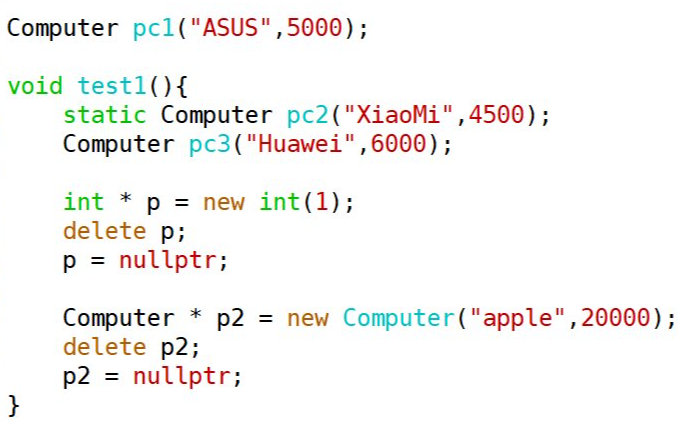 Computer pc1("ASUS",5000);
void test1(){
static Computer pc2("XiaoMi",4500);
Computer pc3("Huawei",6000);
int * p = new int(1);
delete p;
p = nullptr;
Computer * p2 = new Computer("apple",20000);
delete p2;
p2 = nullptr;
}